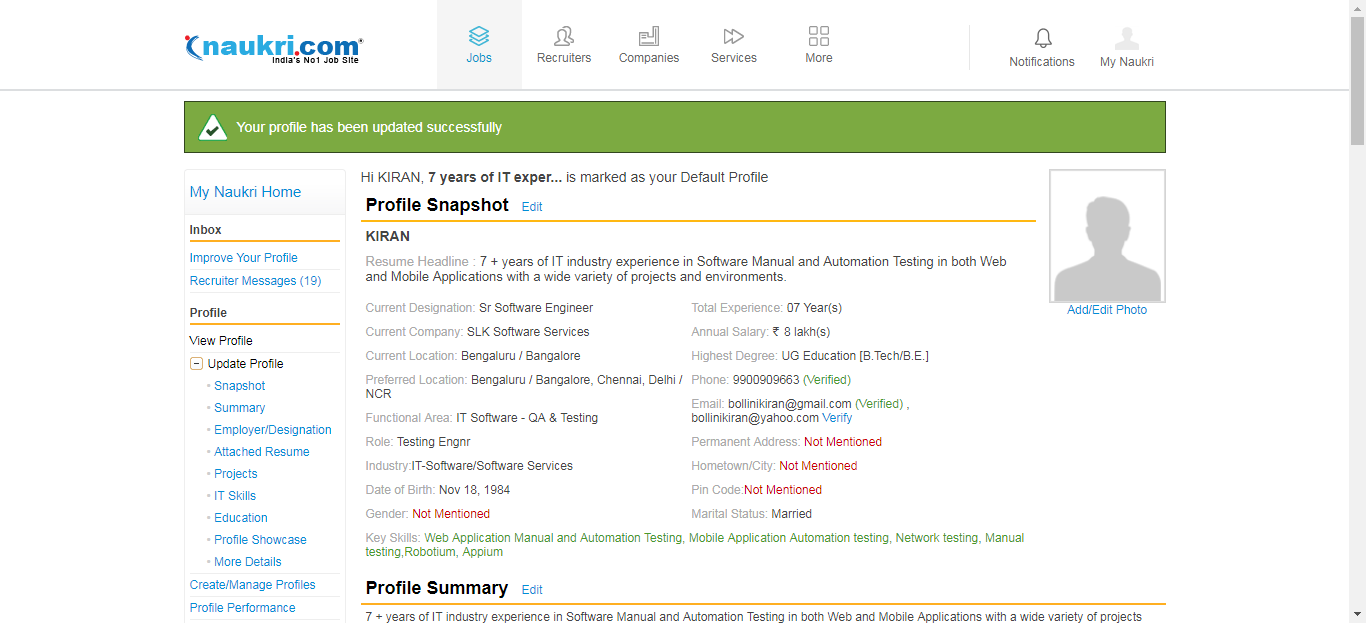 naukri.com
India's No1 Job Site
Jobs
Recruiters
Companies
Services
More
Notifications
My Naukri
Your profile has been updated successfully
My Naukri Home
Inbox
Improve Your Profile
Recruiter Messages (19)
Profile
View Profile
Update Profile
Snapshot
Summary
Employer/Designation
Attached Resume
Projects
IT Skills
Education
Profile Showcase
More Details
Create/Manage Profiles
Profile Performance
Hi KIRAN, 7 years of IT exper... is marked as your Default Profile
Profile Snapshot Edit
KIRAN
Resume Headline : 7 + years of IT industry experience in Software Manual and Automation Testing in both Web
and Mobile Applications with a wide variety of projects and environments.
Current Designation: Sr Software Engineer
Current Company: SLK Software Services
Current Location: Bengaluru / Bangalore
Preferred Location: Bengaluru / Bangalore, Chennai, Delhi /
NCR
Functional Area: IT Software - QA & Testing
Role: Testing Engnr
Industry:IT-Software/Software Services
Date of Birth: Nov 18, 1984
Gender: Not Mentioned
Total Experience: 07 Year(s)
Annual Salary: ₹ 8 lakh(s)
Highest Degree: UG Education [B.Tech/B.E.]
Phone: 9900909663 (Verified)
Email: bollinikiran@gmail.com (Verified) ,
bollinikiran@yahoo.com Verify
Permanent Address: Not Mentioned
Hometown/City: Not Mentioned
Pin Code:Not Mentioned
Marital Status: Married
Key Skills: Web Application Manual and Automation Testing, Mobile Application Automation testing, Network testing, Manual
testing,Robotium, Appium
Add/Edit Photo
Profile Summary Edit
7 + years of IT industry experience in Software Manual and Automation Testing in both Web and Mobile Applications with a wide variety of projects